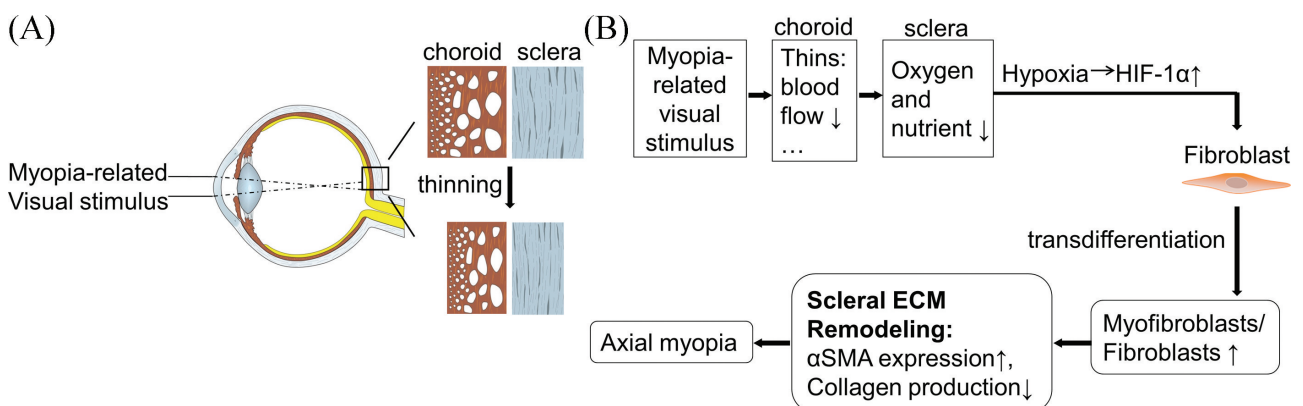 (A)
choroid sclera
Myopia-related
Visual stimulus
thinning
(B)
Myopia-
related
visual
stimulus
choroid
Thins:
blood
flow ↓
...
sclera
Oxygen
and
nutrient ↓
Hypoxia→HIF-1α↑
Fibroblast
transdifferentiation
Myofibroblasts/
Fibroblasts ↑
Scleral ECM
Remodeling:
αSMA expression↑,
Collagen production↓
Axial myopia